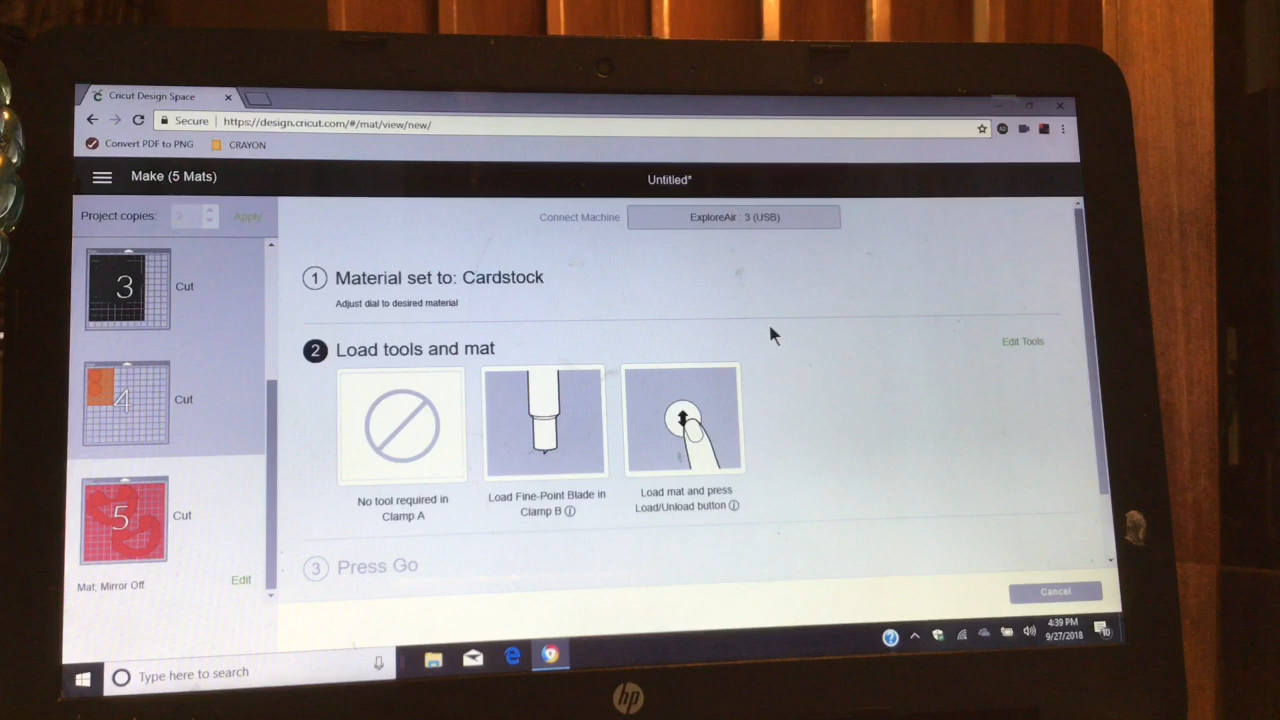 Cricut Design Space
Secure https://design.cricut.com/#/mat/view/new/
Convert PDF to PNG CRAYON
Make (5 Mats) Untitled*
Project copies: 2 Apply
Connect Machine ExploreAir : 3 (USB)
3 Cut
4 Cut
5 Cut
Mat; Mirror Off Edit
1 Material set to: Cardstock
Adjust dial to desired material
2 Load tools and mat
Edit Tools
No tool required in
Clamp A
Load Fine-Point Blade in
Clamp B
Load mat and press
Load/Unload button
3 Press Go
Cancel
Type here to search
4:39 PM
9/27/2018
10
hp